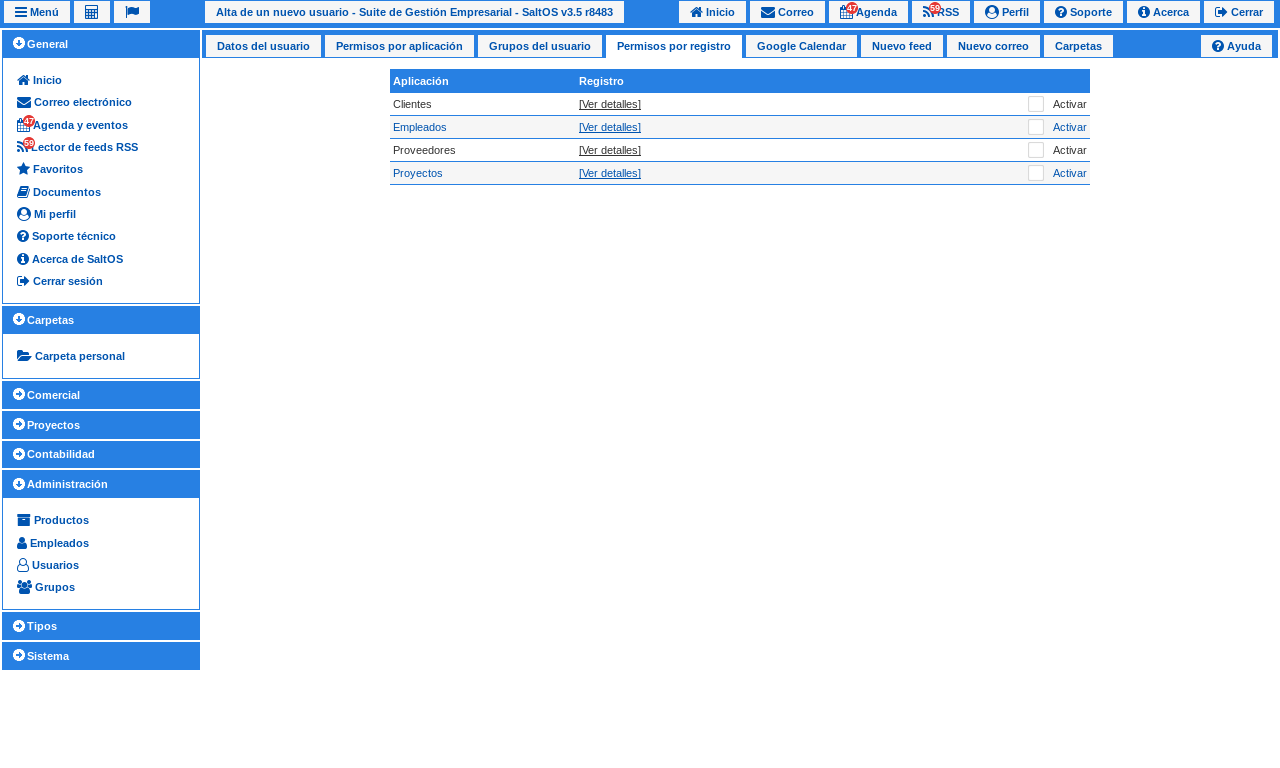 Menú
Alta de un nuevo usuario - Suite de Gestión Empresarial - SaltOS v3.5 r8483
Inicio
Correo
47 Agenda
59 RSS
Perfil
Soporte
Acerca
Cerrar
General
Inicio
Correo electrónico
47 Agenda y eventos
59 Lector de feeds RSS
Favoritos
Documentos
Mi perfil
Soporte técnico
Acerca de SaltOS
Cerrar sesión
Carpetas
Carpeta personal
Comercial
Proyectos
Contabilidad
Administración
Productos
Empleados
Usuarios
Grupos
Tipos
Sistema
Datos del usuario
Permisos por aplicación
Grupos del usuario
Permisos por registro
Google Calendar
Nuevo feed
Nuevo correo
Carpetas
Ayuda
Aplicación Registro
Clientes [Ver detalles] Activar
Empleados [Ver detalles] Activar
Proveedores [Ver detalles] Activar
Proyectos [Ver detalles] Activar